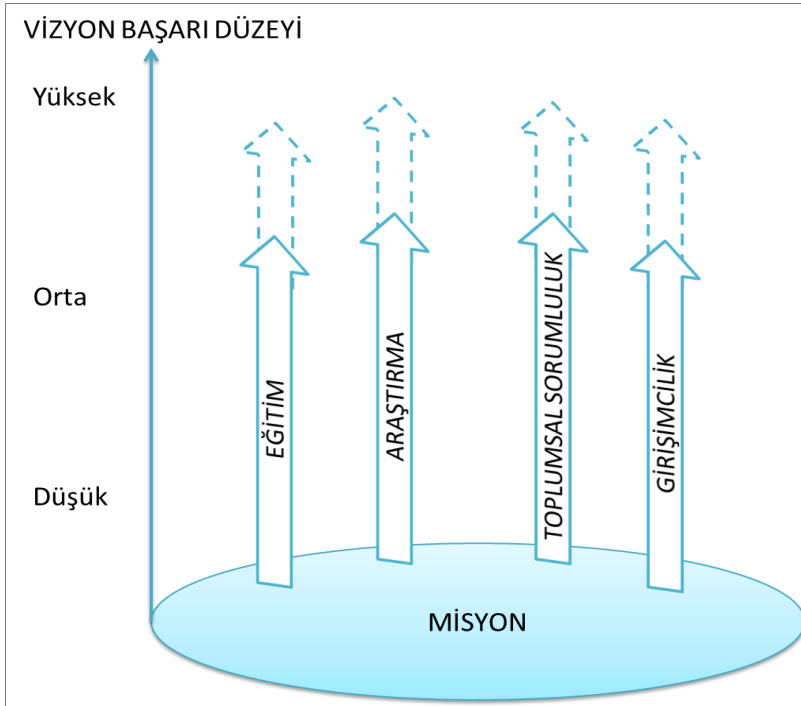 VİZYON BAŞARI DÜZEYİ
Yüksek
Orta
Düşük
EĞİTİM
ARAŞTIRMA
TOPLUMSAL SORUMLULUK
GİRİŞİMCİLİK
MİSYON